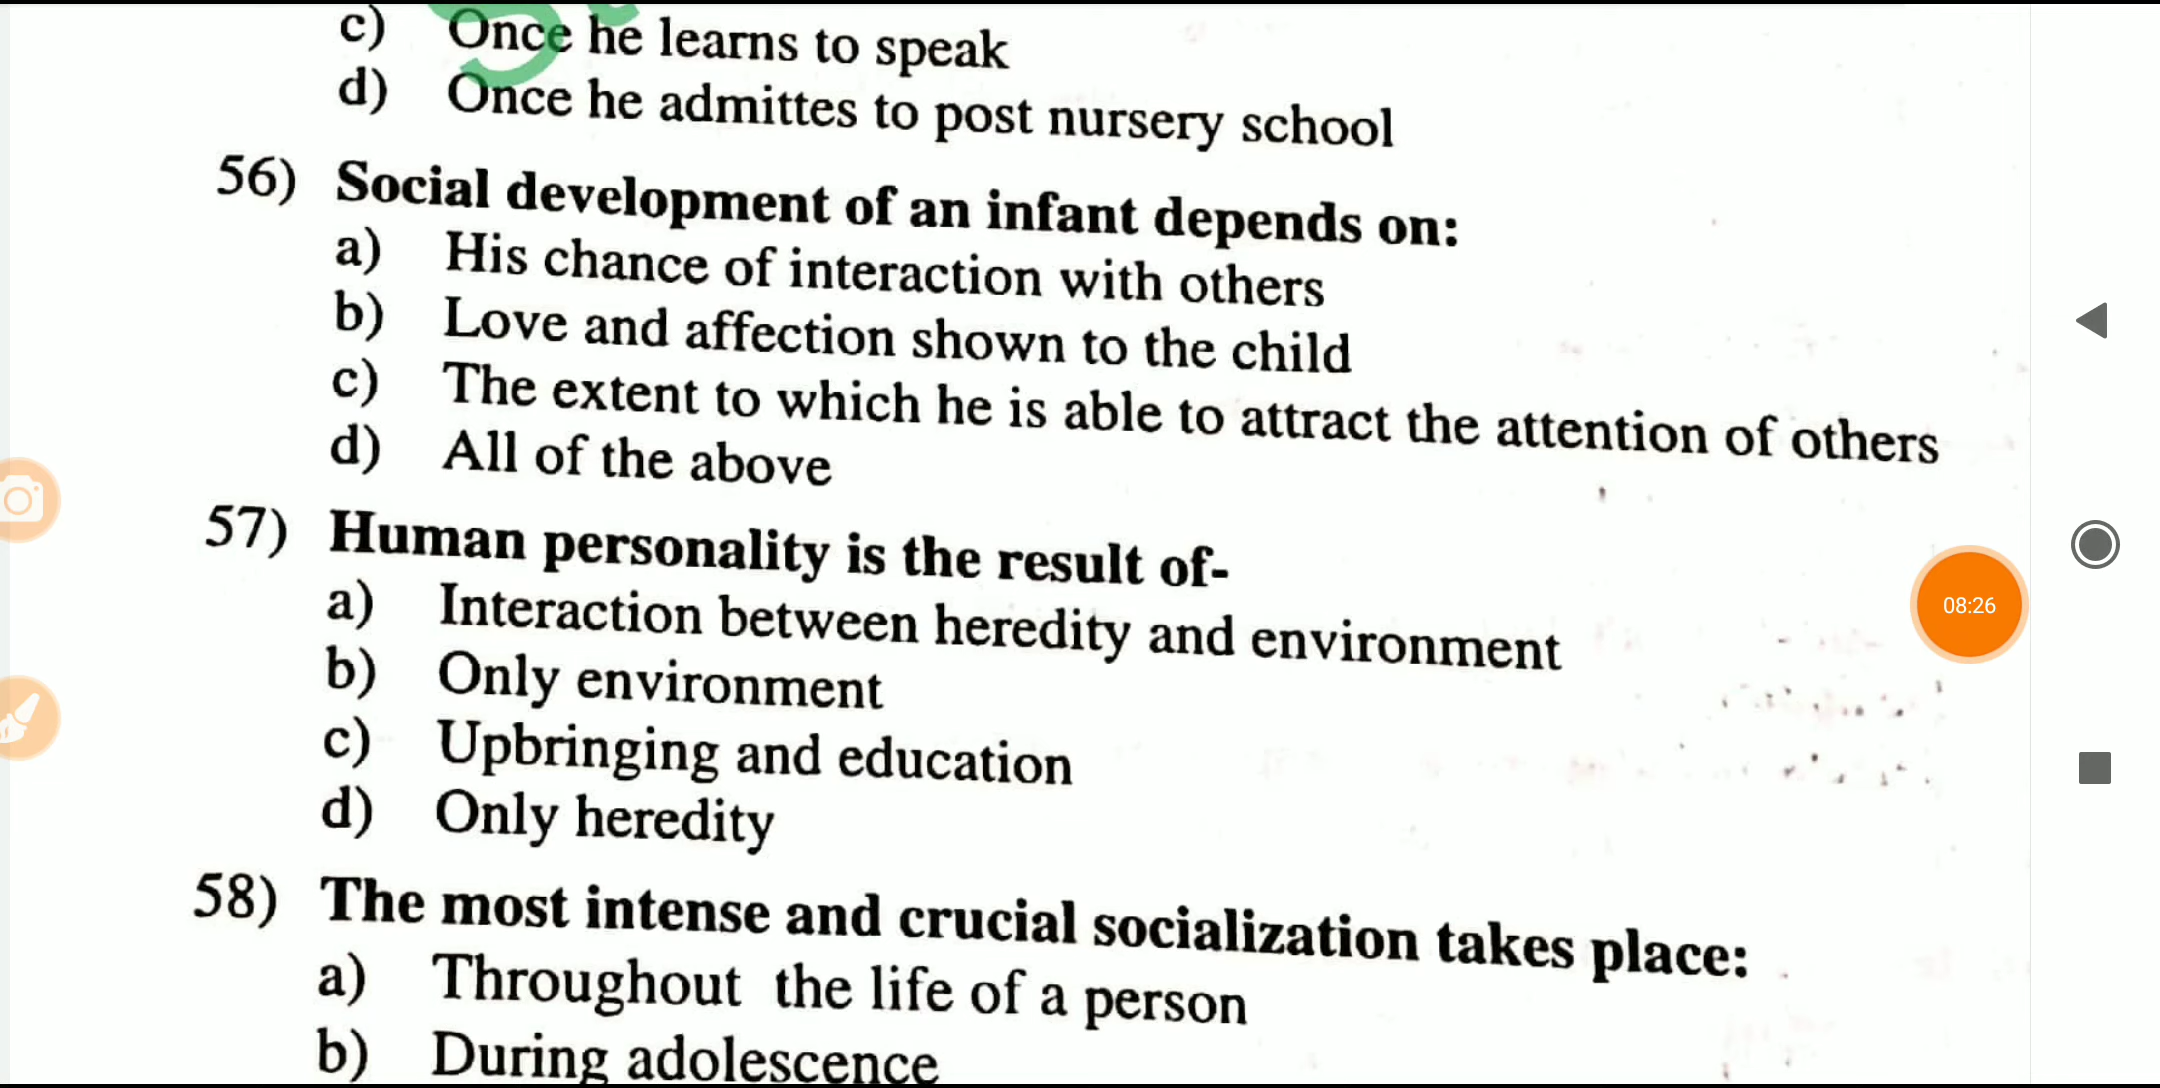 c) Once he learns to speak
d) Once he admittes to post nursery school
56) Social development of an infant depends on:
a) His chance of interaction with others
b) Love and affection shown to the child
c) The extent to which he is able to attract the attention of others
d) All of the above
57) Human personality is the result of-
a) Interaction between heredity and environment
b) Only environment
c) Upbringing and education
d) Only heredity
58) The most intense and crucial socialization takes place:
a) Throughout the life of a person
b) During adolescence
08:26